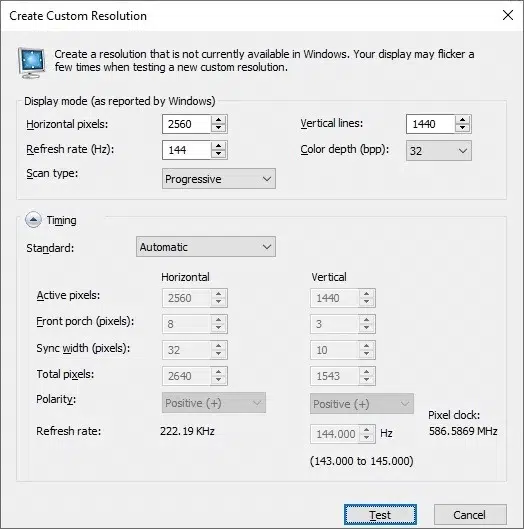 Create Custom Resolution
Create a resolution that is not currently available in Windows. Your display may flicker a
few times when testing a new custom resolution.
Display mode (as reported by Windows)
Horizontal pixels: 2560 Vertical lines: 1440
Refresh rate (Hz): 144 Color depth (bpp): 32
Scan type: Progressive
Timing
Standard: Automatic
Horizontal Vertical
Active pixels: 2560 1440
Front porch (pixels): 8 3
Sync width (pixels): 32 10
Total pixels: 2640 1543
Polarity: Positive (+) Positive (+)
Pixel clock:
Refresh rate: 222.19 KHz 144.000 Hz 586.5869 MHz
(143.000 to 145.000)
Test Cancel